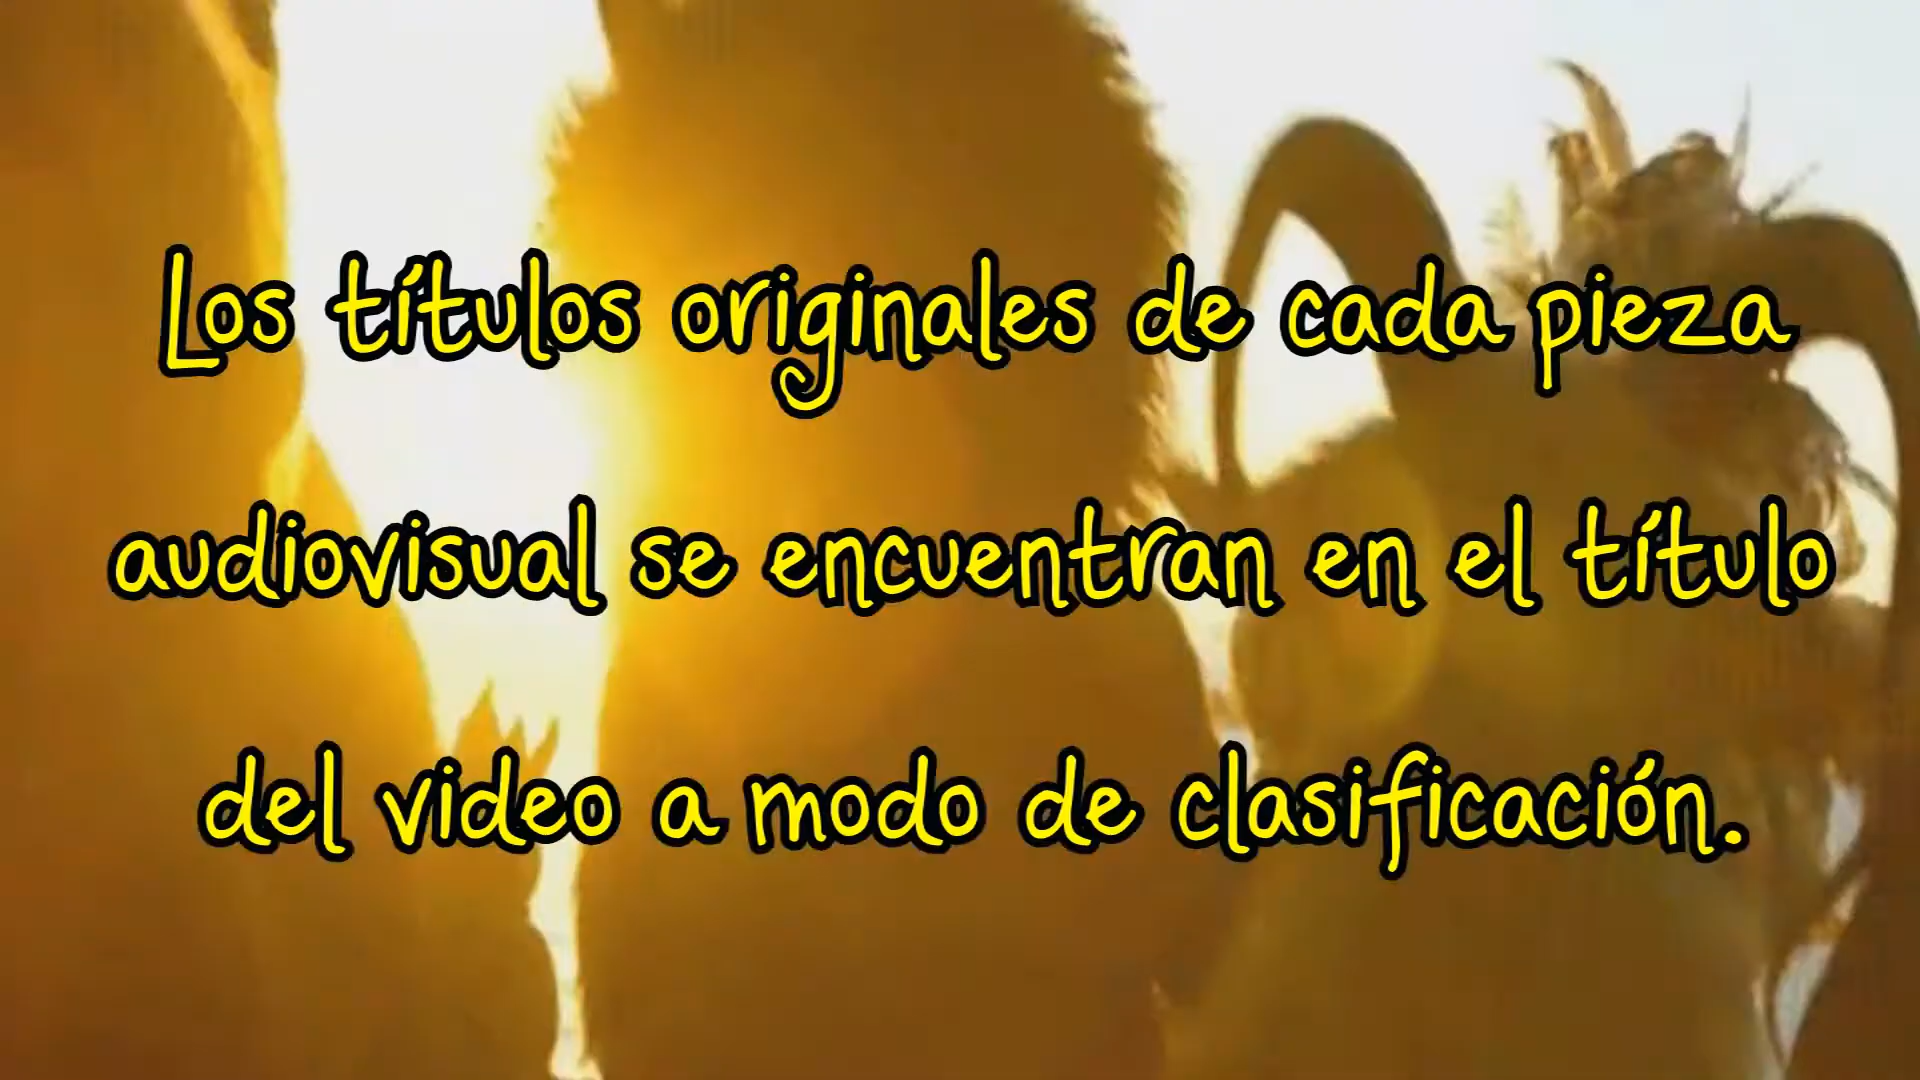 Los títulos originales de cada pieza
audiovisual se encuentran en el título
del video a modo de clasificación.